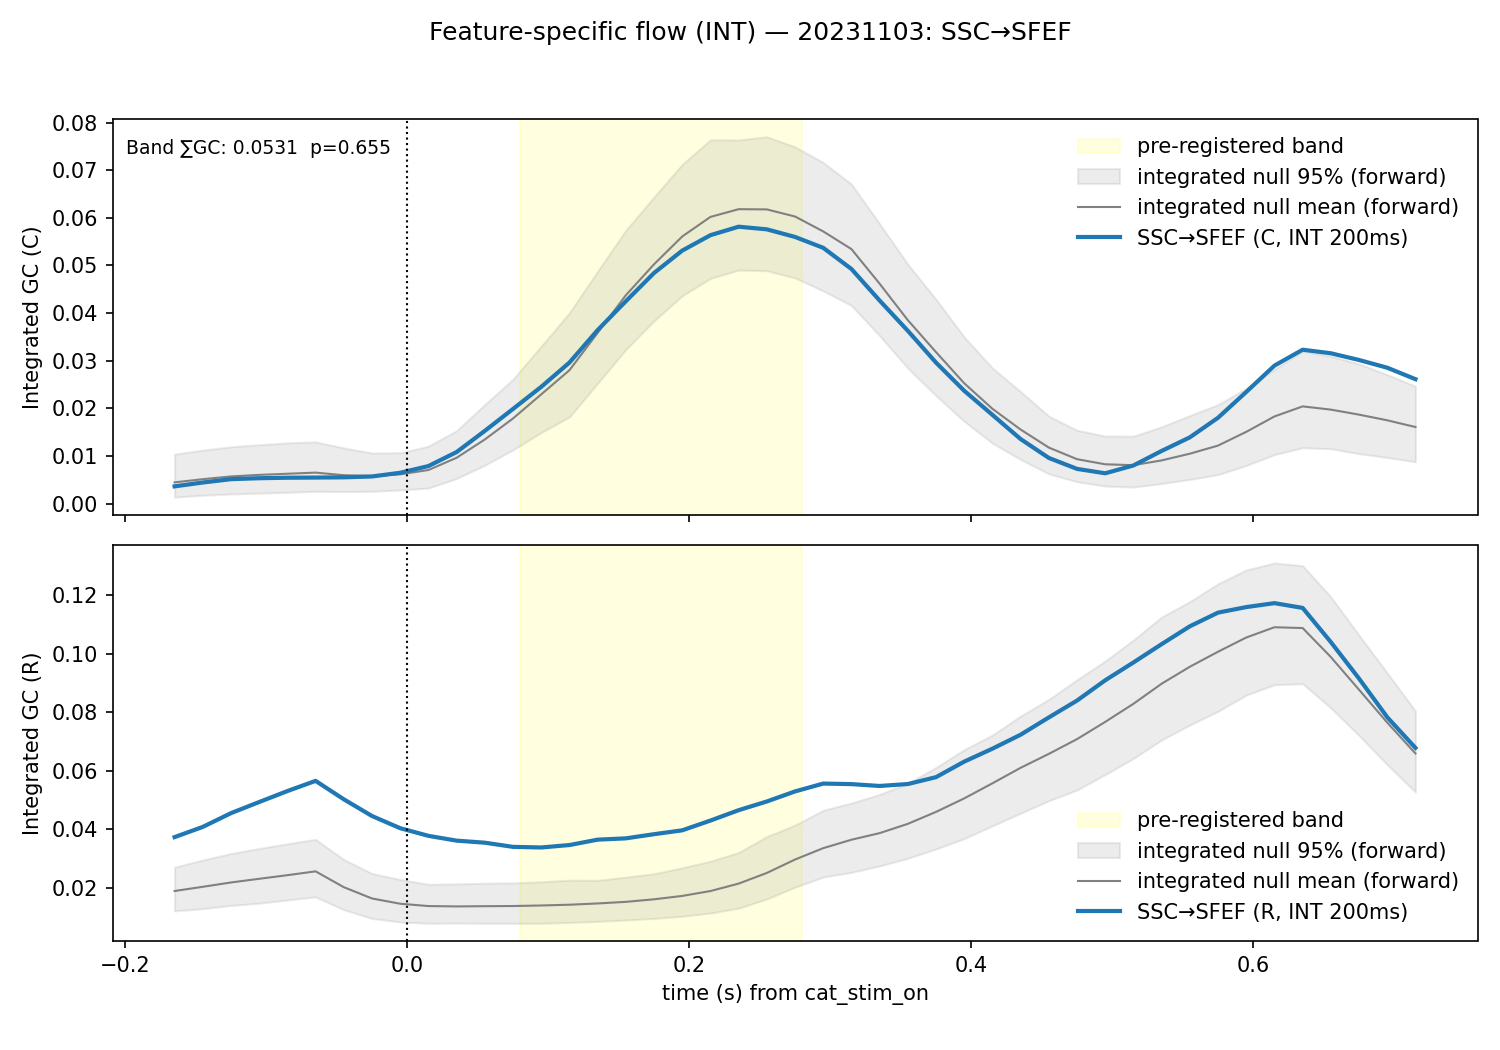 Feature-specific flow (INT) — 20231103: SSC→SFEF
Integrated GC (C)
0.08
0.07
0.06
0.05
0.04
0.03
0.02
0.01
0.00
Band ∑GC: 0.0531 p=0.655
pre-registered band
integrated null 95% (forward)
integrated null mean (forward)
SSC→SFEF (C, INT 200ms)
Integrated GC (R)
0.12
0.10
0.08
0.06
0.04
0.02
pre-registered band
integrated null 95% (forward)
integrated null mean (forward)
SSC→SFEF (R, INT 200ms)
−0.2 0.0 0.2 0.4 0.6
time (s) from cat_stim_on